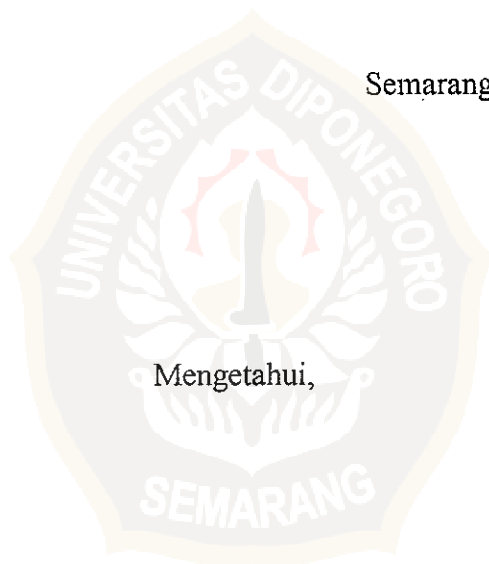 Semarang
Mengetahui,
UNIVERSITAS DIPONEGORO
SEMARANG